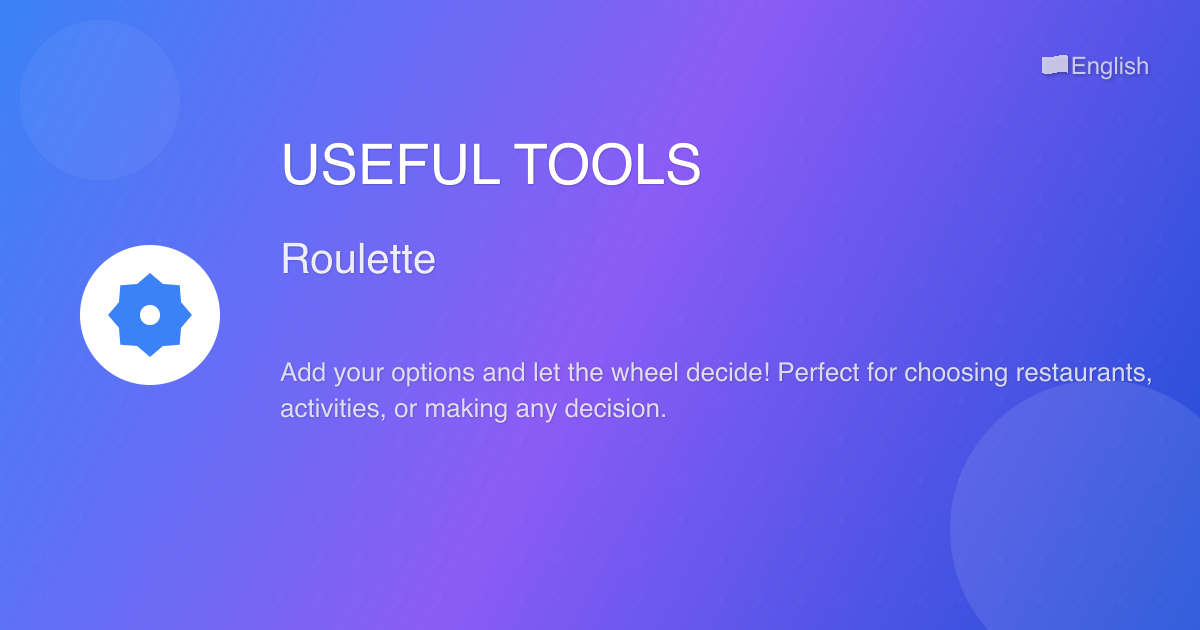 English
USEFUL TOOLS
Roulette
Add your options and let the wheel decide! Perfect for choosing restaurants,
activities, or making any decision.